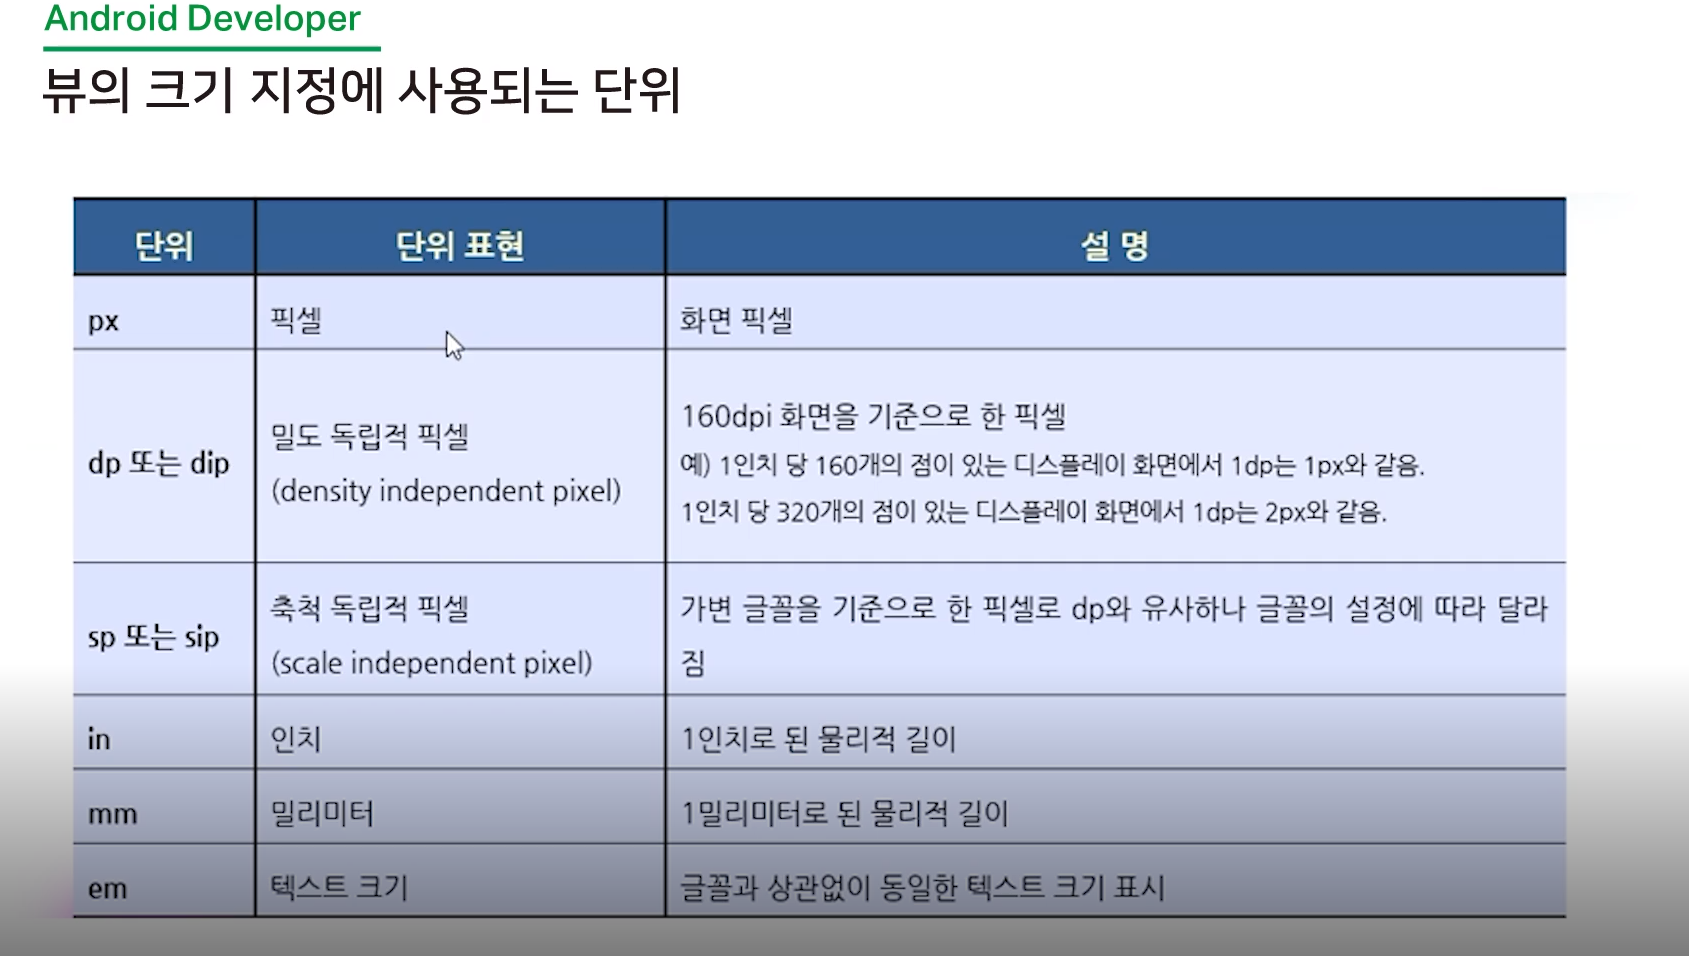 Android Developer
뷰의 크기 지정에 사용되는 단위
단위 단위 표현 설 명
px 픽셀 화면 픽셀
dp 또는 dip
밀도 독립적 픽셀
(density independent pixel)
160dpi 화면을 기준으로 한 픽셀
예) 1인치 당 160개의 점이 있는 디스플레이 화면에서 1dp는 1px와 같음.
1인치 당 320개의 점이 있는 디스플레이 화면에서 1dp는 2px와 같음.
sp 또는 sip
축척 독립적 픽셀
(scale independent pixel)
가변 글꼴을 기준으로 한 픽셀로 dp와 유사하나 글꼴의 설정에 따라 달라
짐
in 인치 1인치로 된 물리적 길이
mm 밀리미터 1밀리미터로 된 물리적 길이
em 텍스트 크기 글꼴과 상관없이 동일한 텍스트 크기 표시